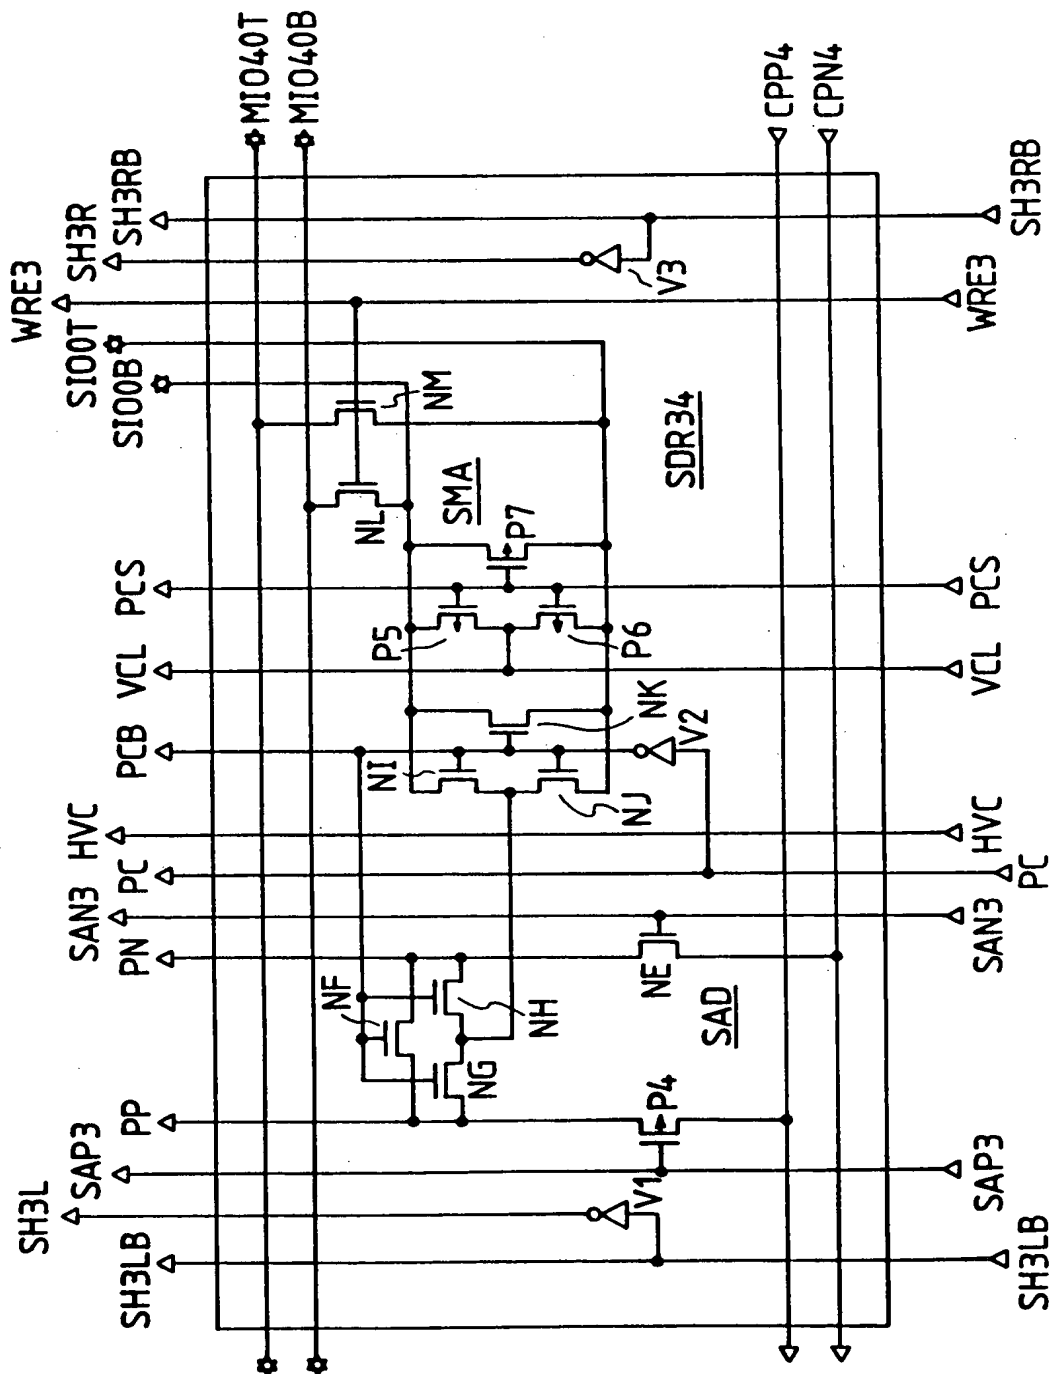 SH3L
SH3LB
SAP3
PP
PN
SAN3
PC
HVC
PCB
VCL
PCS
SIO0B
SIO0T
WRE3
SH3R
SH3RB
MIO40T
MIO40B
NF
NH
NG
NI
NJ
NK
P5
P6
P7
SMA
NL
NM
V1
P4
SAD
NE
V2
SDR34
V3
CPP4
CPN4
SH3LB
SAP3
SAN3
PC
HVC
VCL
PCS
WRE3
SH3RB